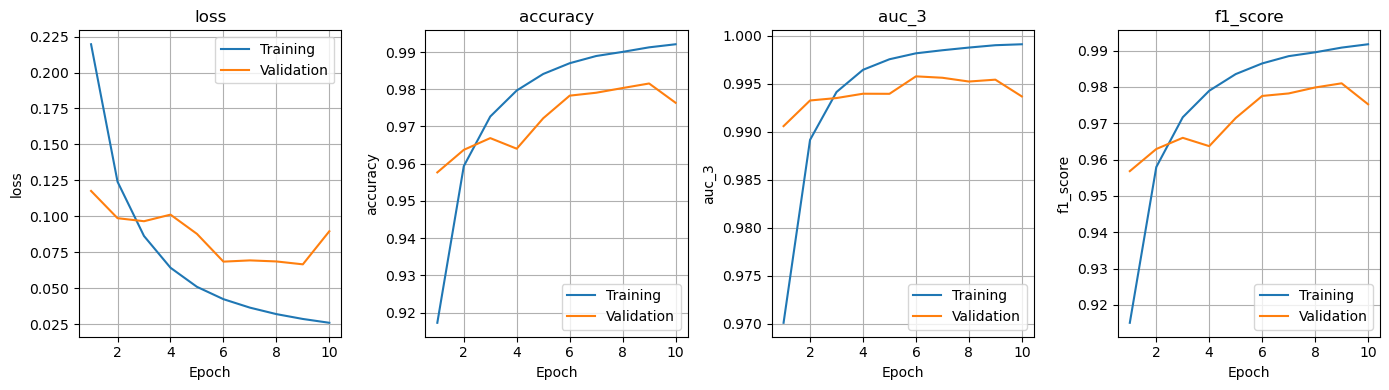 loss
loss
0.225
0.200
0.175
0.150
0.125
0.100
0.075
0.050
0.025
Training
Validation
2 4 6 8 10
Epoch
accuracy
accuracy
0.99
0.98
0.97
0.96
0.95
0.94
0.93
0.92
Training
Validation
2 4 6 8 10
Epoch
auc_3
auc_3
1.000
0.995
0.990
0.985
0.980
0.975
0.970
Training
Validation
2 4 6 8 10
Epoch
f1_score
f1_score
0.99
0.98
0.97
0.96
0.95
0.94
0.93
0.92
Training
Validation
2 4 6 8 10
Epoch